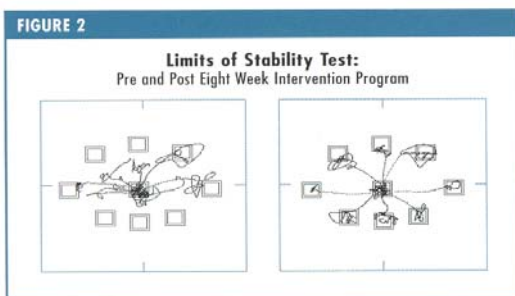 FIGURE 2
Limits of Stability Test:
Pre and Post Eight Week Intervention Program